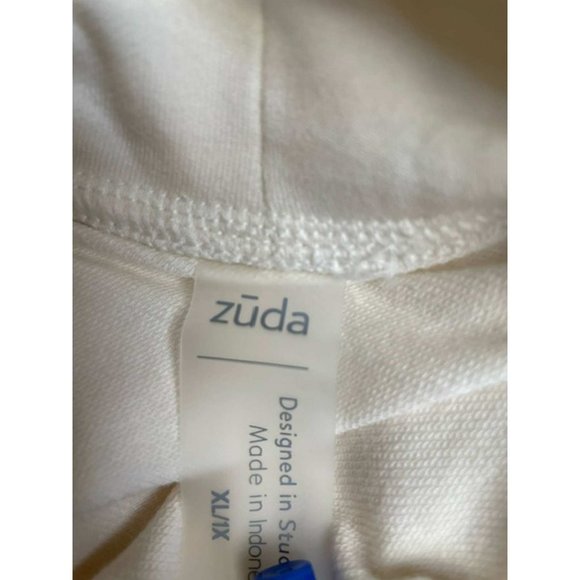 zūda
Designed in
Made in
XL/1X